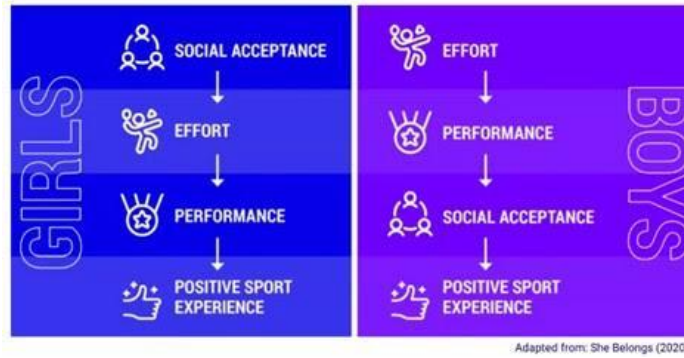 GIRLS
SOCIAL ACCEPTANCE
EFFORT
PERFORMANCE
POSITIVE SPORT
EXPERIENCE
EFFORT
PERFORMANCE
SOCIAL ACCEPTANCE
POSITIVE SPORT
EXPERIENCE
BOYS
Adapted from: She Belongs (2020